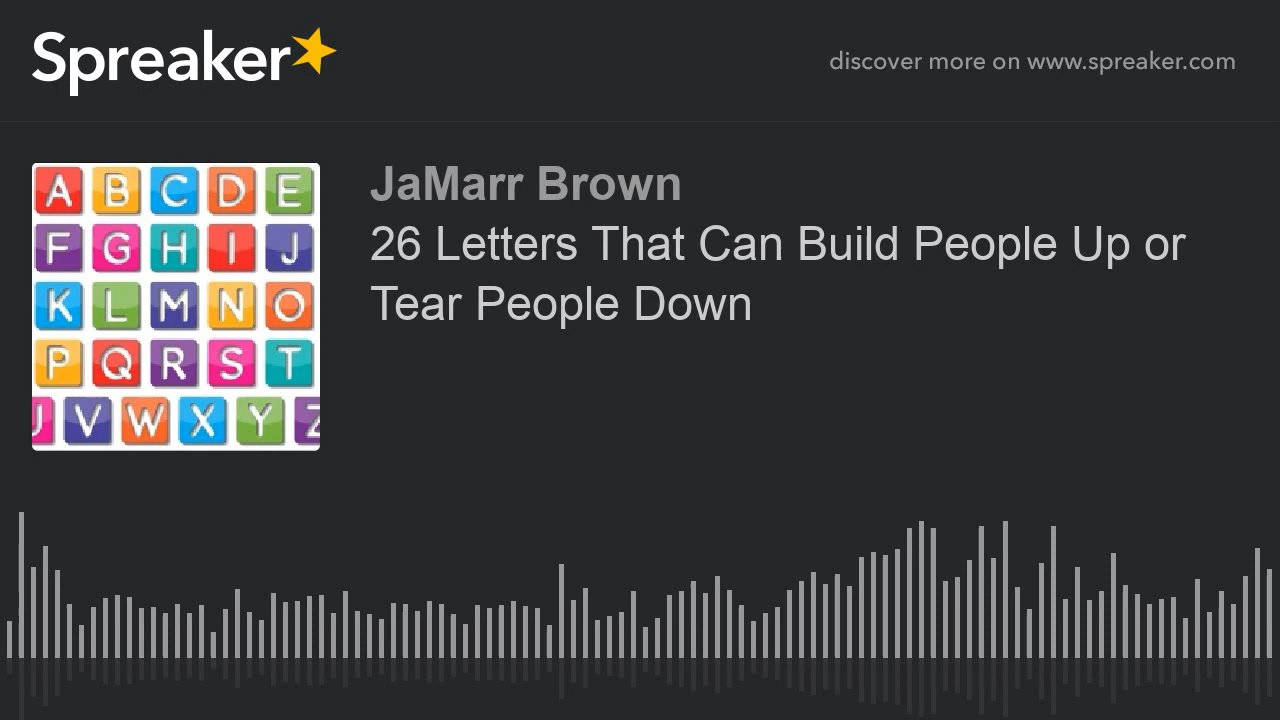 Spreaker
discover more on www.spreaker.com
A B C D E
F G H I J
K L M N O
P Q R S T
U V W X Y Z
JaMarr Brown
26 Letters That Can Build People Up or
Tear People Down